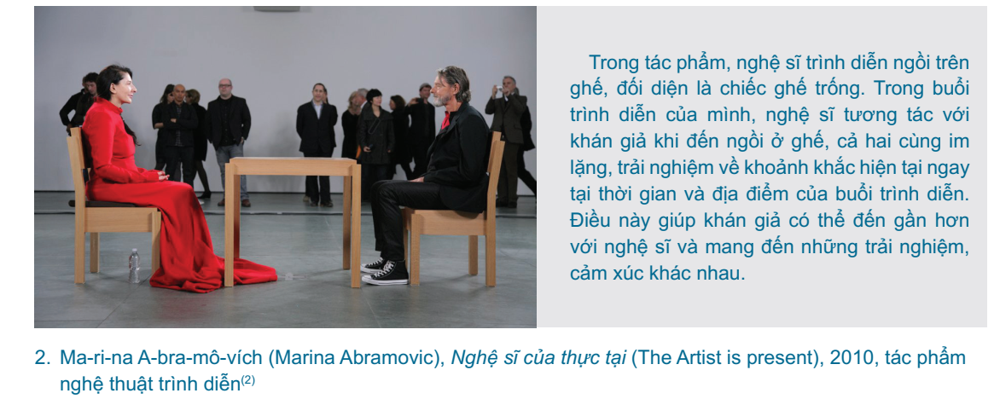 Trong tác phẩm, nghệ sĩ trình diễn ngồi trên
ghế, đối diện là chiếc ghế trống. Trong buổi
trình diễn của mình, nghệ sĩ tương tác với
khán giả khi đến ngồi ở ghế, cả hai cùng im
lặng, trải nghiệm về khoảnh khắc hiện tại ngay
tại thời gian và địa điểm của buổi trình diễn.
Điều này giúp khán giả có thể đến gần hơn
với nghệ sĩ và mang đến những trải nghiệm,
cảm xúc khác nhau.
2. Ma-ri-na A-bra-mô-vích (Marina Abramovic), Nghệ sĩ của thực tại (The Artist is present), 2010, tác phẩm
nghệ thuật trình diễn(2)